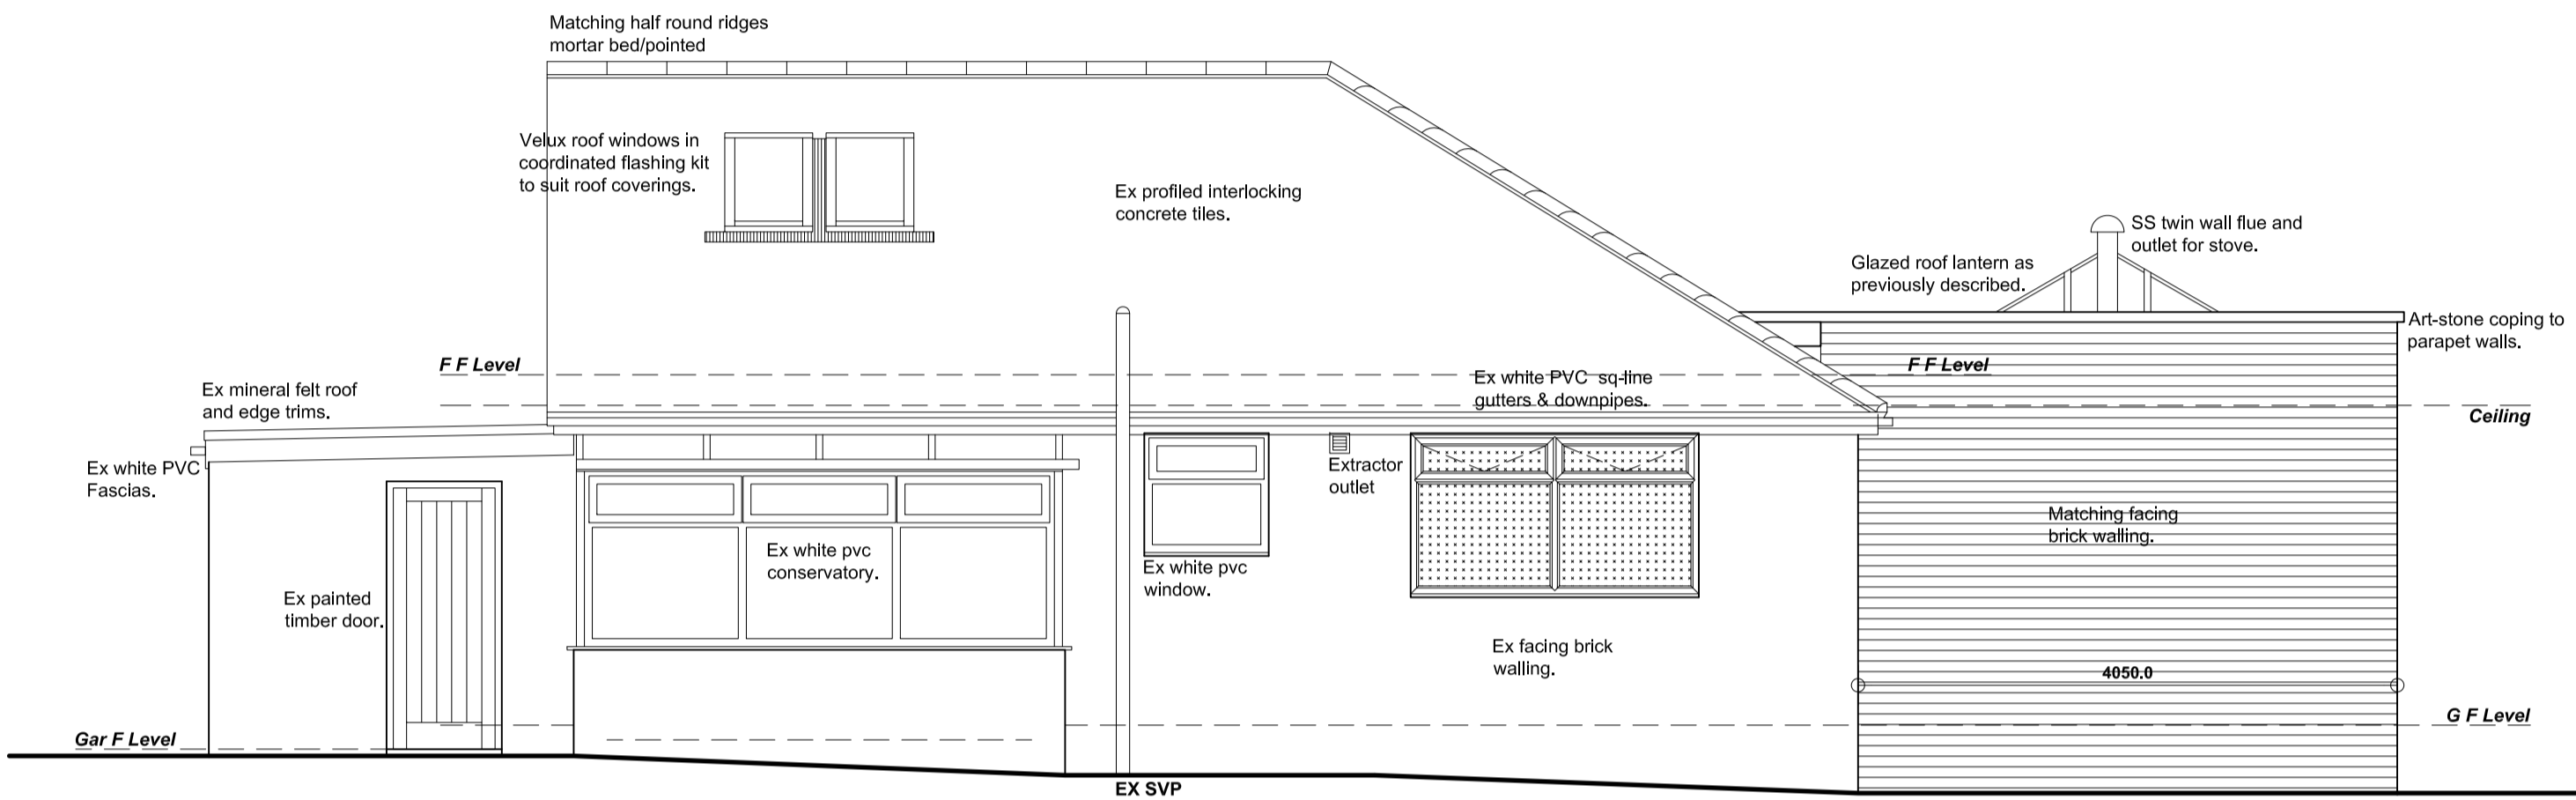 Matching half round ridges
mortar bed/pointed
Velux roof windows in
coordinated flashing kit
to suit roof coverings.
Ex profiled interlocking
concrete tiles.
SS twin wall flue and
outlet for stove.
Glazed roof lantern as
previously described.
Art-stone coping to
parapet walls.
F F Level
F F Level
Ex mineral felt roof
and edge trims.
Ex white PVC sq-line
gutters & downpipes.
Ceiling
Ex white PVC
Fascias.
Extractor
outlet
Matching facing
brick walling.
Ex white pvc
conservatory.
Ex white pvc
window.
Ex painted
timber door.
Ex facing brick
walling.
4050.0
G F Level
Gar F Level
EX SVP